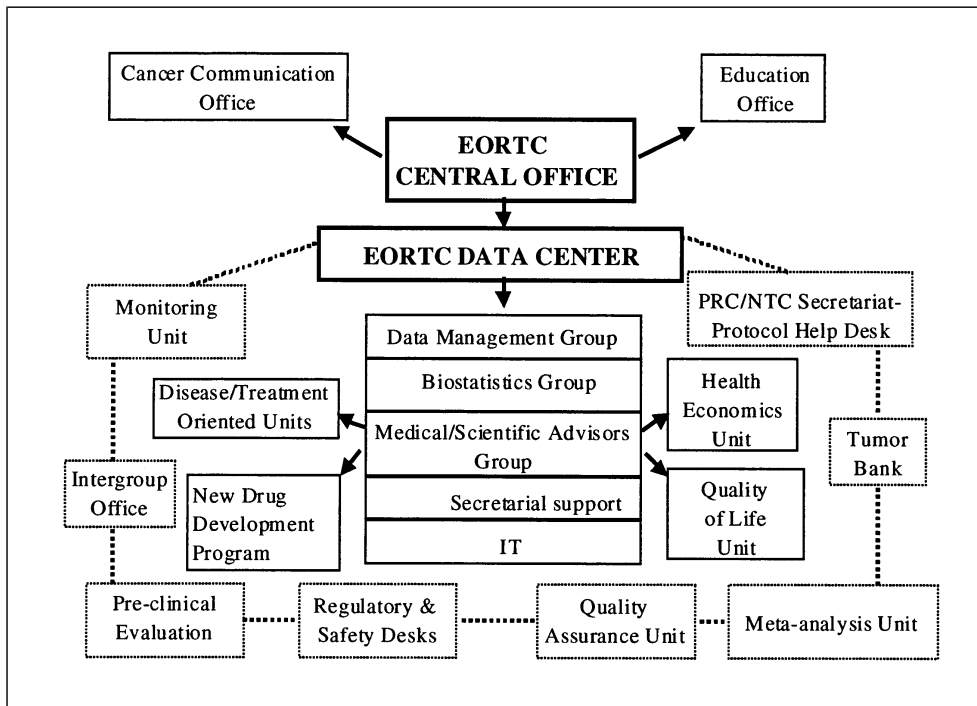 Cancer Communication
Office
Education
Office
EORTC
CENTRAL OFFICE
EORTC DATA CENTER
Monitoring
Unit
PRC/NTC Secretariat-
Protocol Help Desk
Data Management Group
Biostatistics Group
Medical/Scientific Advisors
Group
Secretarial support
IT
Disease/Treatment
Oriented Units
Health
Economics
Unit
Intergroup
Office
New Drug
Development
Program
Quality
of Life
Unit
Tumor
Bank
Pre-clinical
Evaluation
Regulatory &
Safety Desks
Quality
Assurance Unit
Meta-analysis Unit